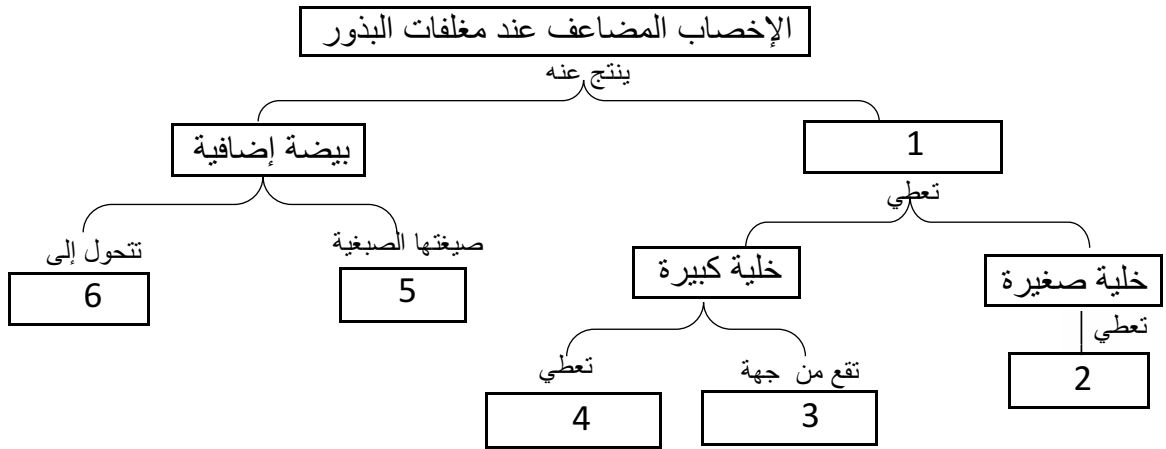 الإخصاب المضاعف عند مغلفات البذور
ينتج عنه
1
بيضة إضافية
تعطي
صيغتها الصبغية
تتحول إلى
خلية صغيرة
خلية كبيرة
5
6
تعطي
تقع من جهة
تعطي
2
3
4